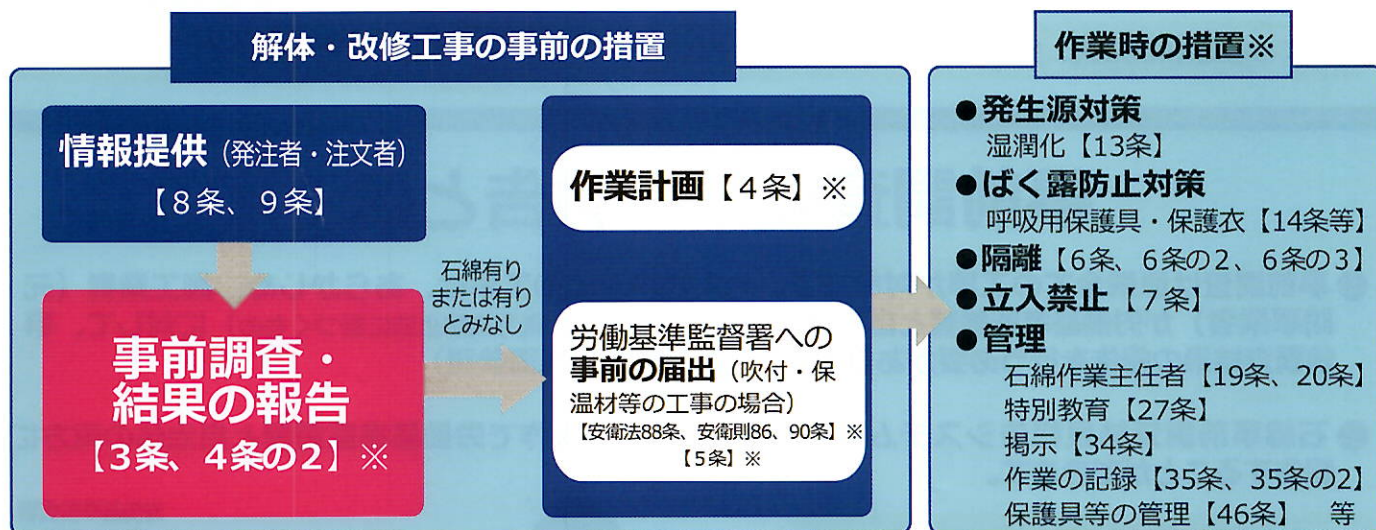 解体・改修工事の事前の措置
情報提供（発注者・注文者）
【8条、9条】
事前調査・
結果の報告
【3条、4条の2】※
石綿有り
または有り
とみなし
作業計画【4条】※
労働基準監督署への
事前の届出（吹付・保
温材等の工事の場合）
【安衛法88条、安衛則86、90条】※
【5条】※
作業時の措置※
●発生源対策
湿潤化【13条】
●ばく露防止対策
呼吸用保護具・保護衣【14条等】
●隔離【6条、6条の2、6条の3】
●立入禁止【7条】
●管理
石綿作業主任者【19条、20条】
特別教育【27条】
掲示【34条】
作業の記録【35条、35条の2】
保護具等の管理【46条】　等